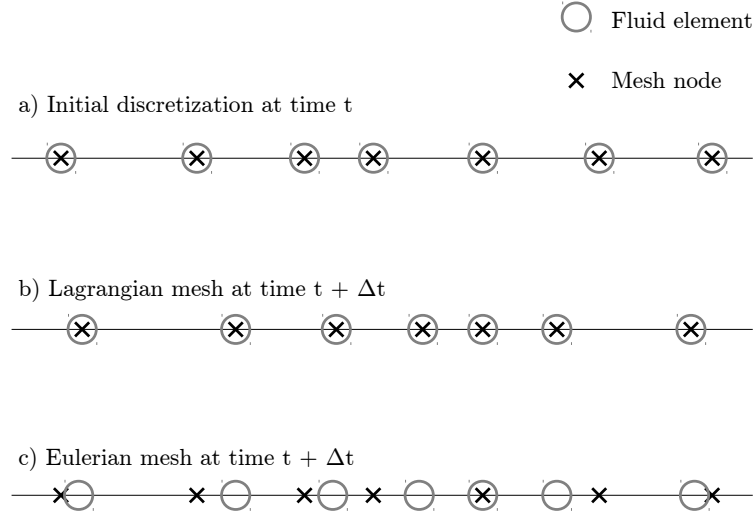 Fluid element
Mesh node
a) Initial discretization at time t
b) Lagrangian mesh at time t + Δt
c) Eulerian mesh at time t + Δt